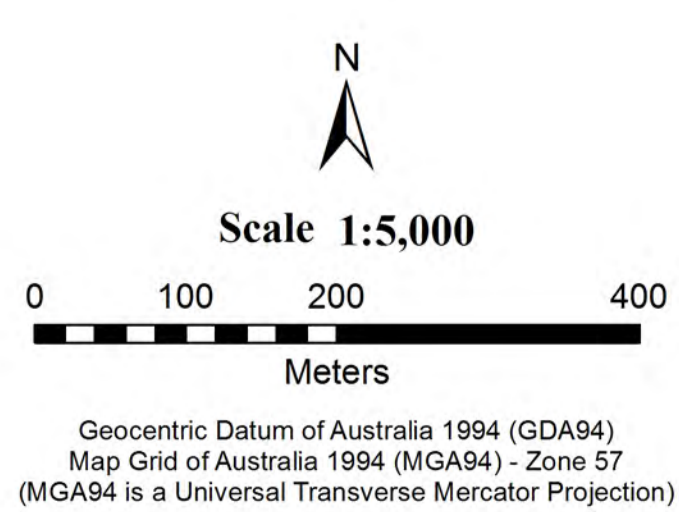 N
Scale 1:5,000
0 100 200 400
Meters
Geocentric Datum of Australia 1994 (GDA94)
Map Grid of Australia 1994 (MGA94) - Zone 57
(MGA94 is a Universal Transverse Mercator Projection)